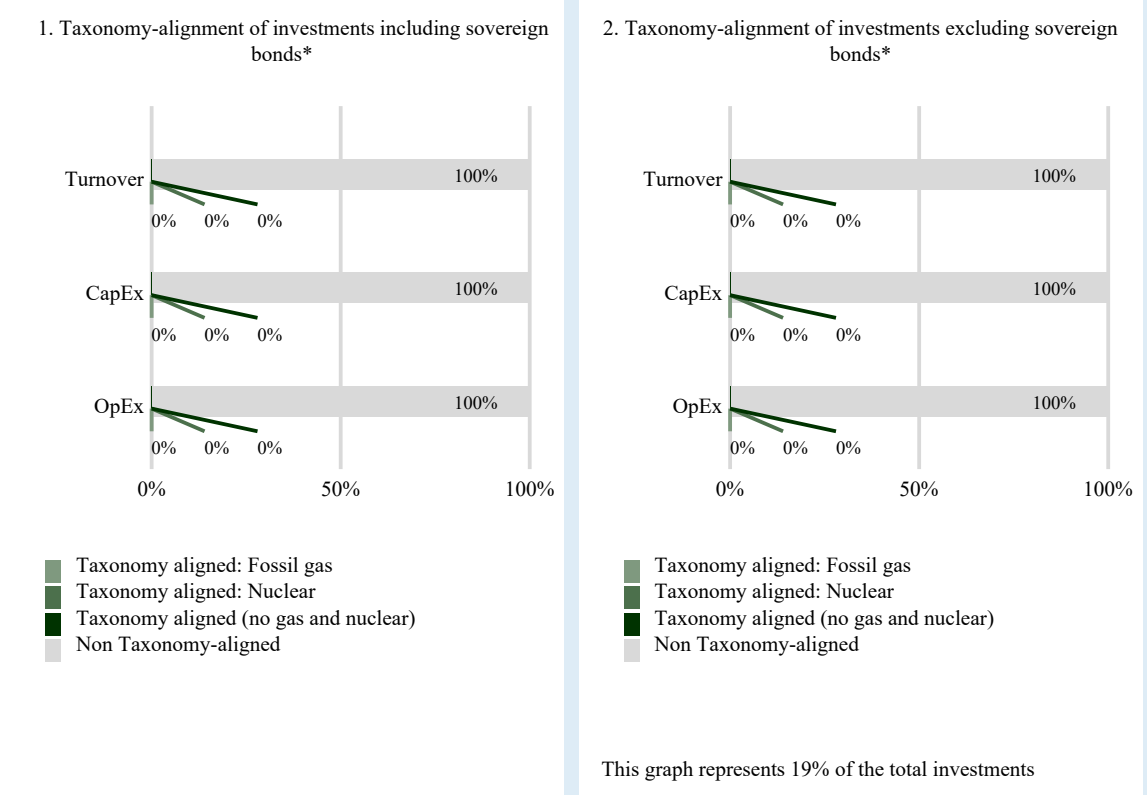 1. Taxonomy-alignment of investments including sovereign
bonds*
Turnover
100%
0% 0% 0%
CapEx
100%
0% 0% 0%
OpEx
100%
0% 0% 0%
0% 50% 100%
Taxonomy aligned: Fossil gas
Taxonomy aligned: Nuclear
Taxonomy aligned (no gas and nuclear)
Non Taxonomy-aligned
2. Taxonomy-alignment of investments excluding sovereign
bonds*
Turnover
100%
0% 0% 0%
CapEx
100%
0% 0% 0%
OpEx
100%
0% 0% 0%
0% 50% 100%
Taxonomy aligned: Fossil gas
Taxonomy aligned: Nuclear
Taxonomy aligned (no gas and nuclear)
Non Taxonomy-aligned
This graph represents 19% of the total investments